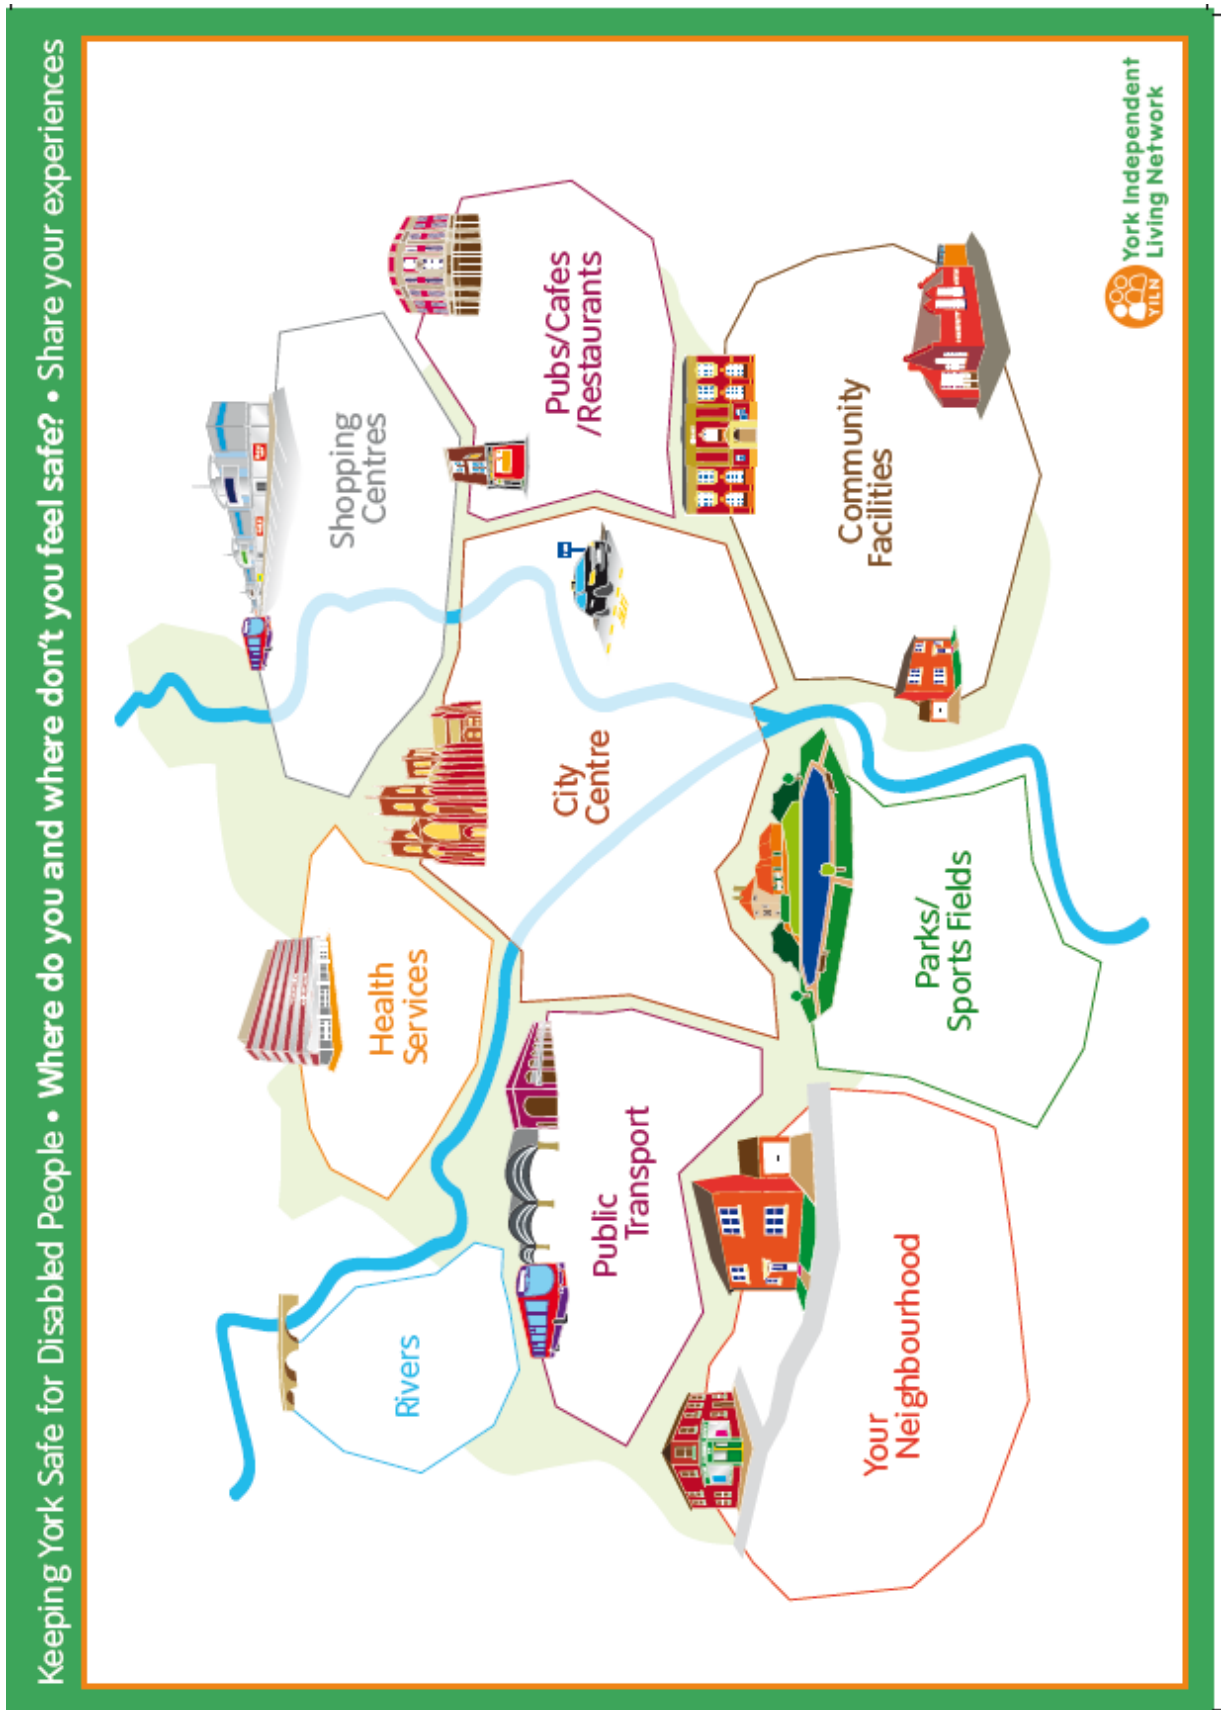 Keeping York Safe for Disabled People • Where do you and where don't you feel safe? • Share your experiences
Rivers
Health
Services
Shopping
Centres
Public
Transport
City
Centre
Pubs/Cafes
/Restaurants
Your
Neighbourhood
Parks/
Sports Fields
Community
Facilities
YILN
York Independent
Living Network